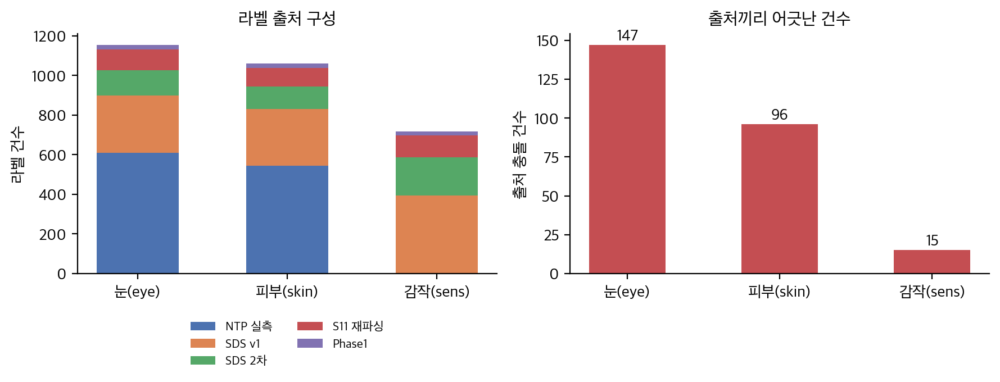 라벨 출처 구성
라벨 건수
1200
1000
800
600
400
200
0
눈(eye)
피부(skin)
감작(sens)
NTP 실측
SDS v1
SDS 2차
S11 재파싱
Phase1
출처끼리 어긋난 건수
출처 충돌 건수
150
125
100
75
50
25
0
147
96
15
눈(eye)
피부(skin)
감작(sens)